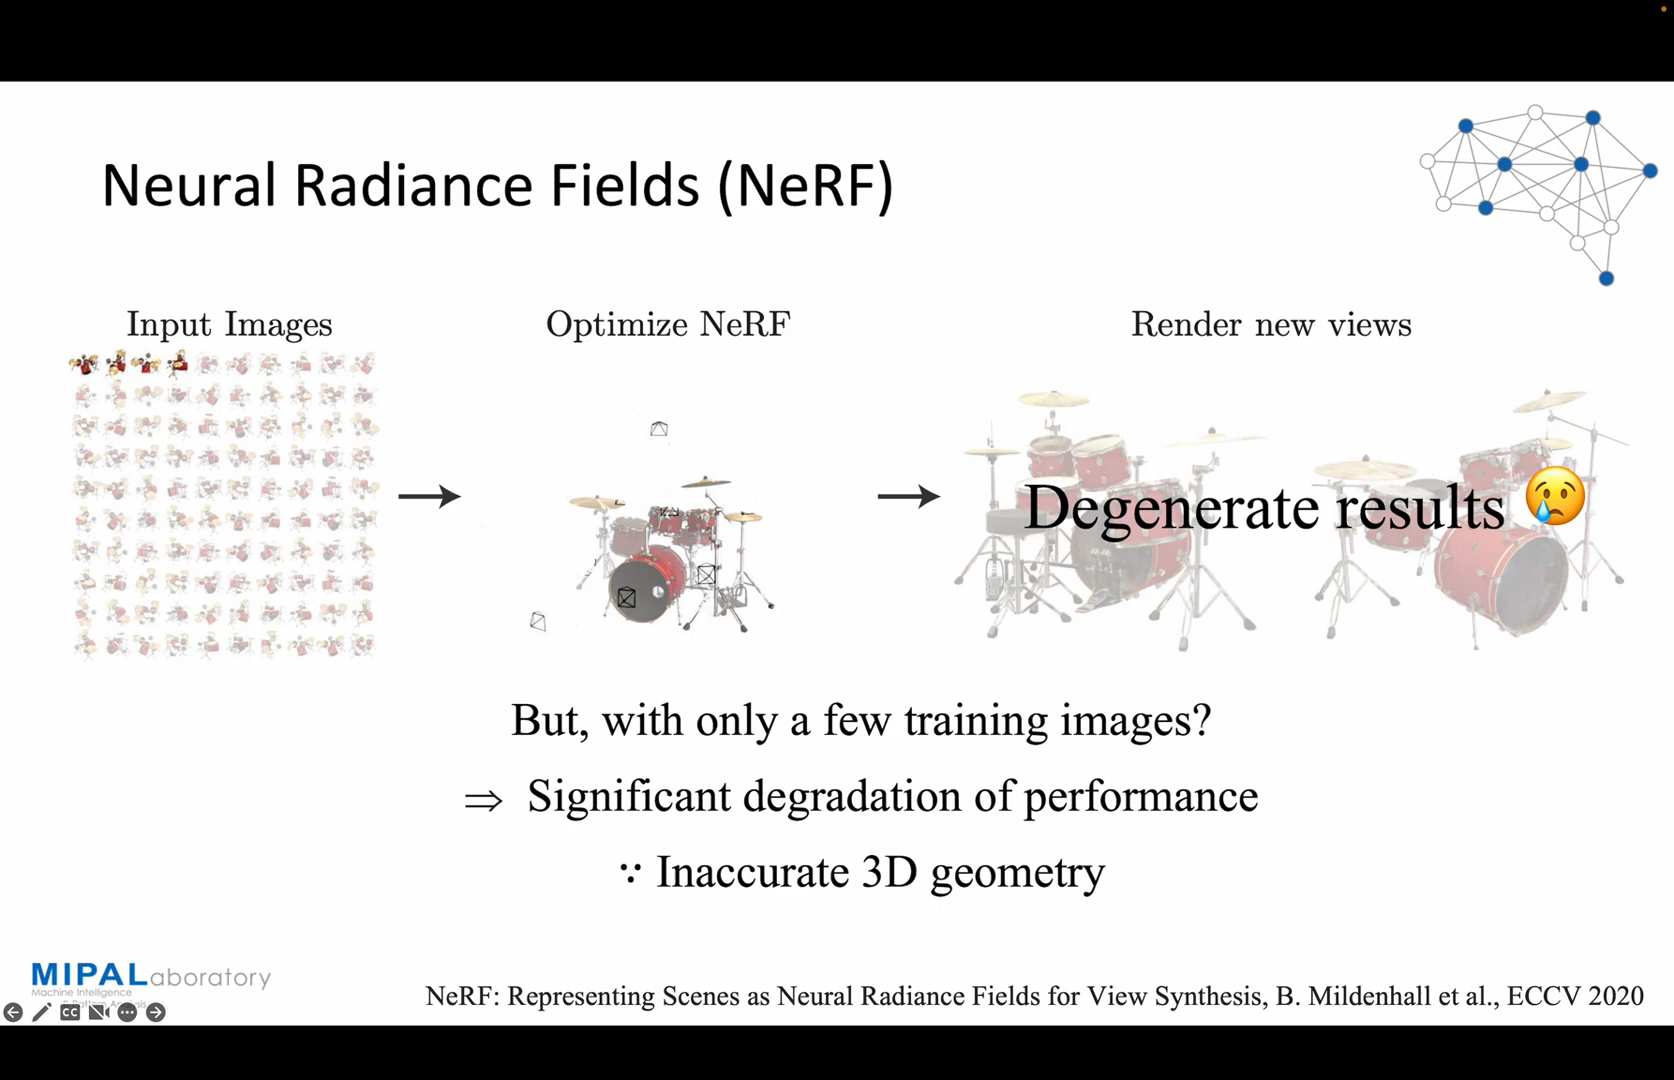 Neural Radiance Fields (NeRF)
Input Images
Optimize NeRF
Render new views
Degenerate results 😢
But, with only a few training images?
⇒ Significant degradation of performance
∵ Inaccurate 3D geometry
MIPALaboratory
Machine Intelligence
& Pattern Analysis
CC
NeRF: Representing Scenes as Neural Radiance Fields for View Synthesis, B. Mildenhall et al., ECCV 2020